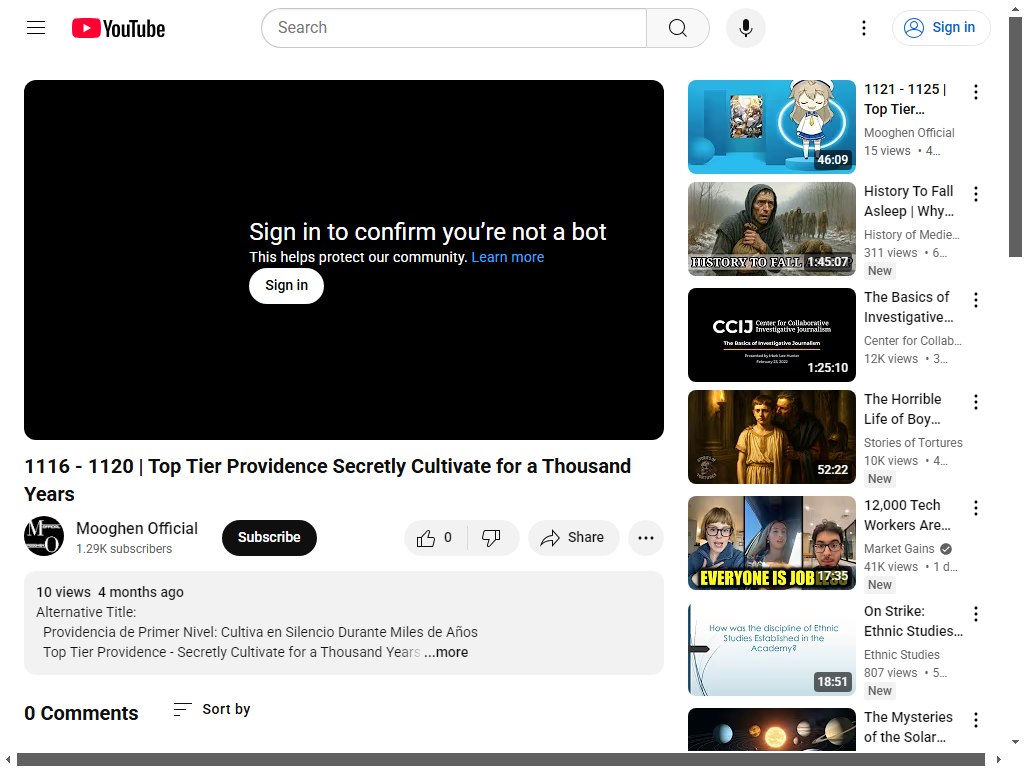 YouTube
Search
Sign in
Sign in to confirm you’re not a bot
This helps protect our community. Learn more
Sign in
1116 - 1120 | Top Tier Providence Secretly Cultivate for a Thousand
Years
Mooghen Official
1.29K subscribers
Subscribe
0
Share
10 views 4 months ago
Alternative Title:
Providencia de Primer Nivel: Cultiva en Silencio Durante Miles de Años
Top Tier Providence - Secretly Cultivate for a Thousand Years ...more
0 Comments
Sort by
46:09
1121 - 1125 |
Top Tier...
Mooghen Official
15 views • 4...
HISTORY TO FALL
1:45:07
History To Fall
Asleep | Why...
History of Medie...
311 views • 6...
New
CCIJ Center for Collaborative
Investigative Journalism
The Basics of Investigative Journalism
Presented by Mark Lee Hunter
February 23, 2022
1:25:10
The Basics of
Investigative...
Center for Collab...
12K views • 3...
52:22
The Horrible
Life of Boy...
Stories of Tortures
10K views • 4...
New
EVERYONE IS JOBLESS
17:35
12,000 Tech
Workers Are...
Market Gains
41K views • 1 d...
New
How was the discipline of Ethnic
Studies Established in the
Academy?
18:51
On Strike:
Ethnic Studies...
Ethnic Studies
807 views • 5...
New
The Mysteries
of the Solar...